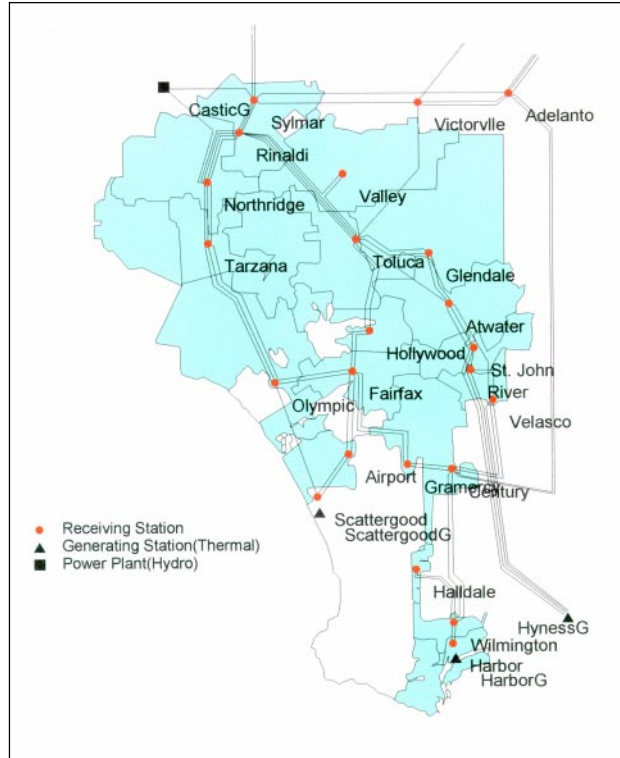 CasticG
Sylmar
Victorvlle
Adelanto
Rinaldi
Valley
Northridge
Toluca
Tarzana
Glendale
Atwater
Hollywood
St. John
Fairfax
River
Olympic
Velasco
Airport
Gramercy
Century
Scattergood
ScattergoodG
Receiving Station
Generating Station(Thermal)
Power Plant(Hydro)
Halldale
HynessG
Wilmington
Harbor
HarborG